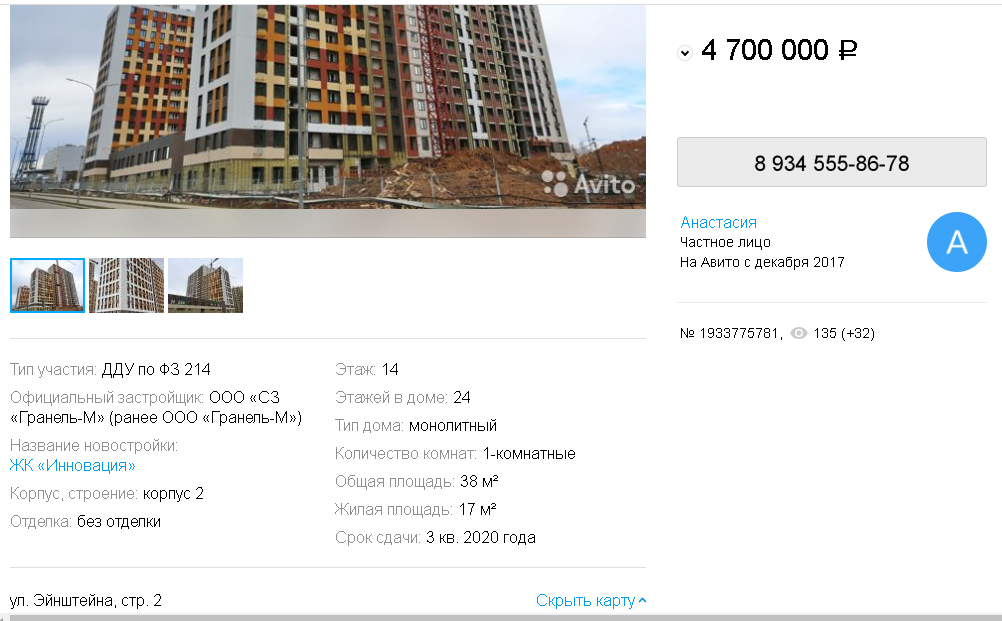 Avito
4 700 000 ₽
8 934 555-86-78
Анастасия
Частное лицо
На Авито с декабря 2017
А
№ 1933775781, 135 (+32)
Тип участия: ДДУ по ФЗ 214
Официальный застройщик: ООО «СЗ
«Гранель-М» (ранее ООО «Гранель-М»)
Название новостройки:
ЖК «Инновация»
Корпус, строение: корпус 2
Отделка: без отделки
Этаж: 14
Этажей в доме: 24
Тип дома: монолитный
Количество комнат: 1-комнатные
Общая площадь: 38 м²
Жилая площадь: 17 м²
Срок сдачи: 3 кв. 2020 года
ул. Эйнштейна, стр. 2
Скрыть карту